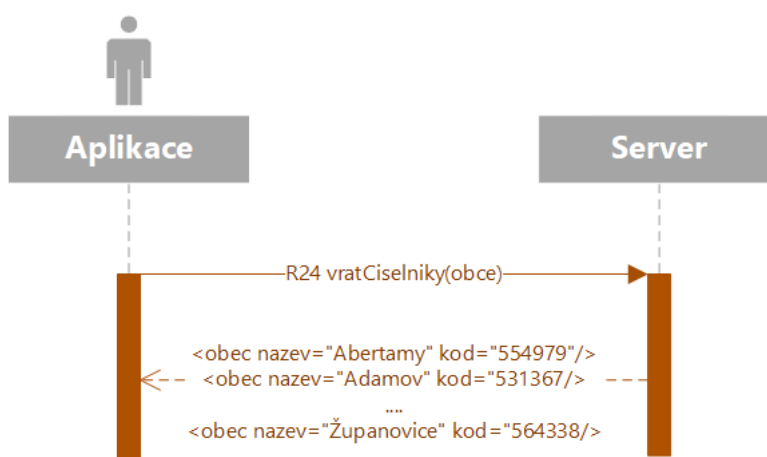 Aplikace
Server
R24 vratCiselniky(obce)
<obec nazev="Abertamy" kod="554979"/>
<obec nazev="Adamov" kod="531367/>
....
<obec nazev="Županovice" kod="564338/>